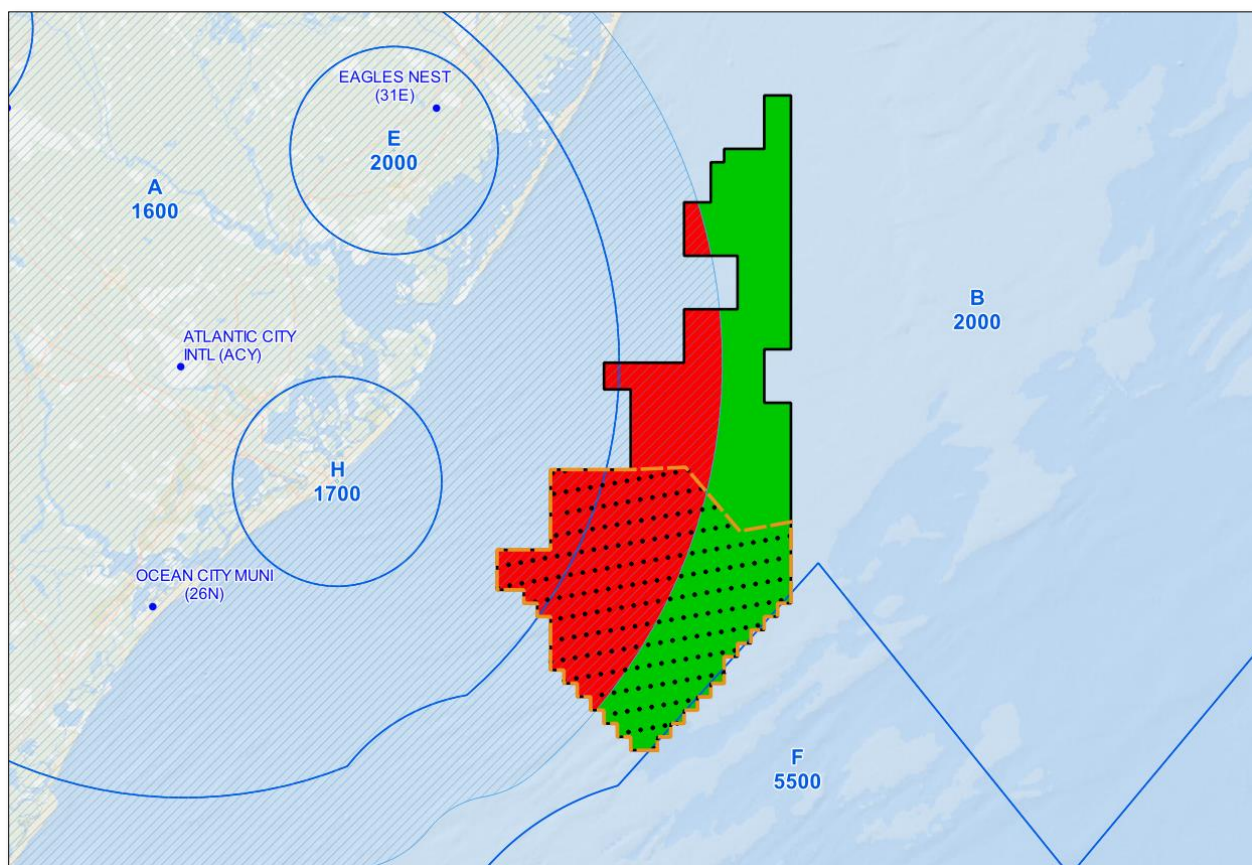 EAGLES NEST
(31E)
E
2000
A
1600
B
2000
ATLANTIC CITY
INTL (ACY)
H
1700
OCEAN CITY MUNI
(26N)
F
5500